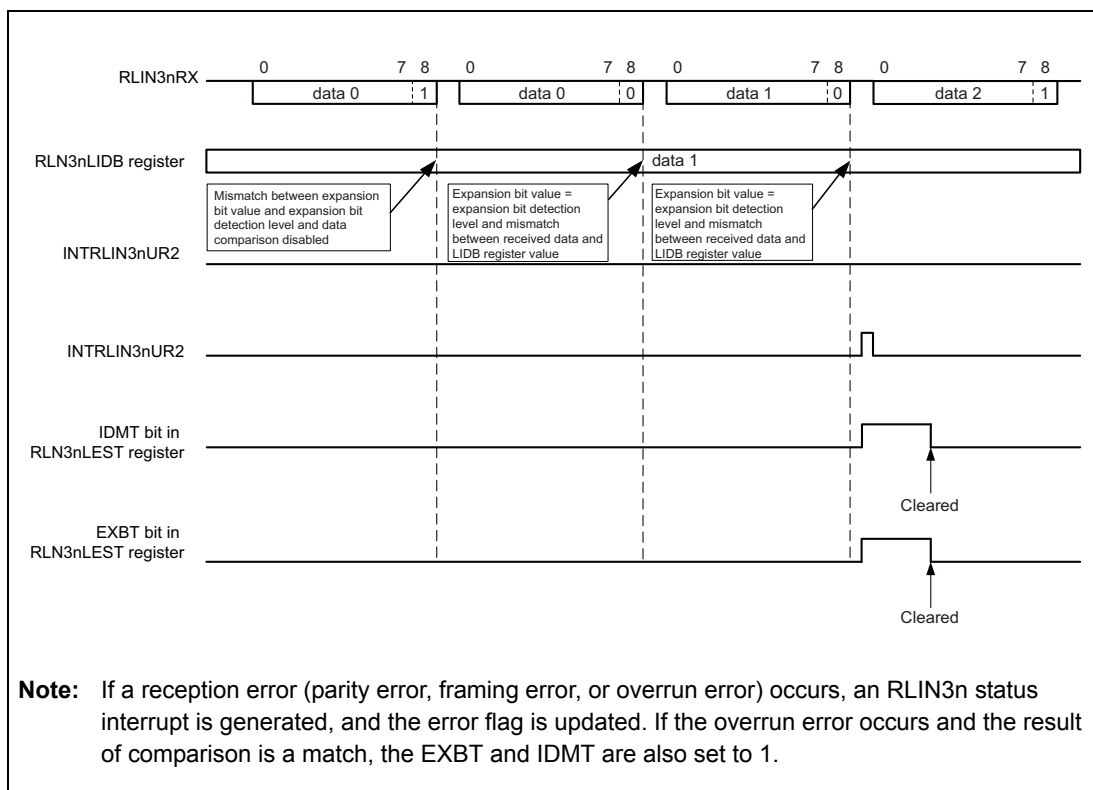 0 7 8 0 7 8 0 7 8 0 7 8
RLIN3nRX
data 0 1 data 0 0 data 1 0 data 2 1
RLN3nLIDB register
data 1
Mismatch between expansion
bit value and expansion bit
detection level and data
comparison disabled
Expansion bit value =
expansion bit detection
level and mismatch
between received data and
LIDB register value
Expansion bit value =
expansion bit detection
level and mismatch
between received data and
LIDB register value
INTRLIN3nUR2
INTRLIN3nUR2
IDMT bit in
RLN3nLEST register
Cleared
EXBT bit in
RLN3nLEST register
Cleared
Note: If a reception error (parity error, framing error, or overrun error) occurs, an RLIN3n status
interrupt is generated, and the error flag is updated. If the overrun error occurs and the result
of comparison is a match, the EXBT and IDMT are also set to 1.